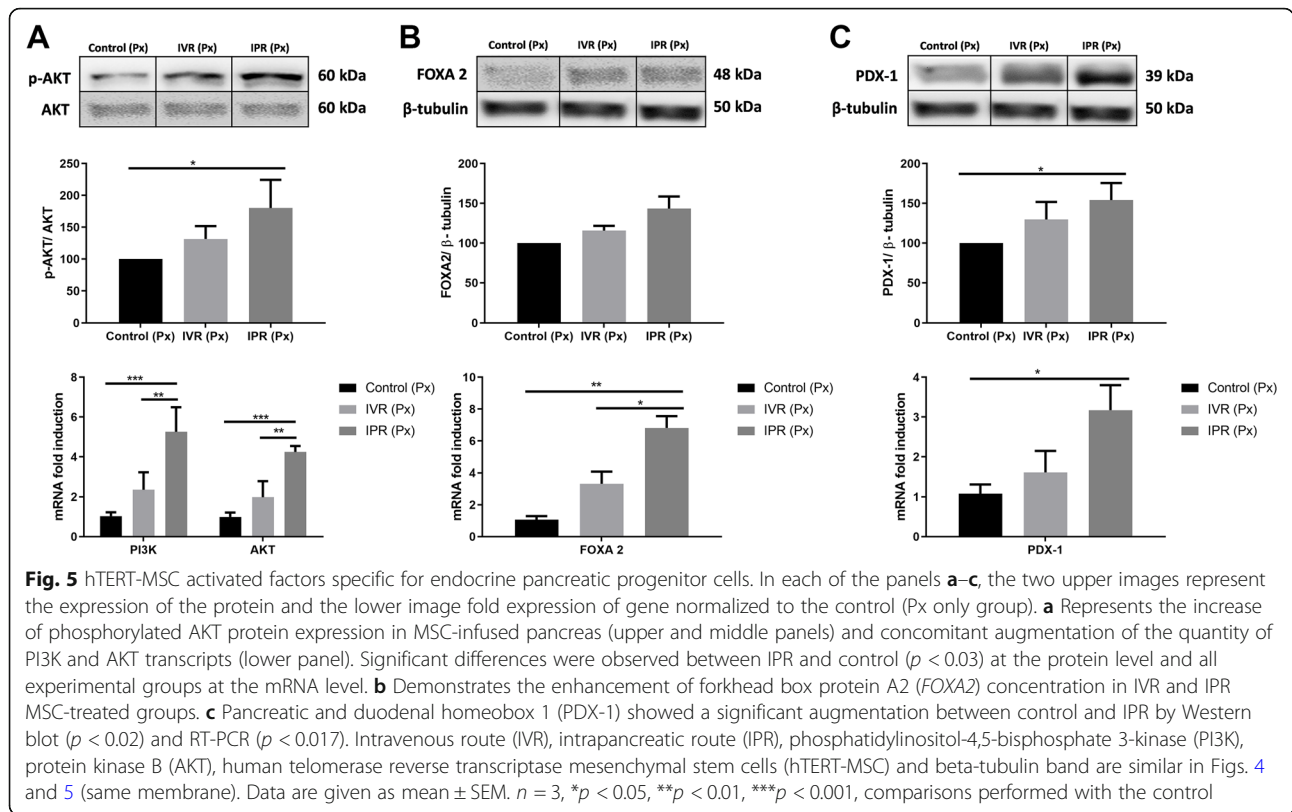 A
B
C
Control (Px) IVR (Px) IPR (Px)
p-AKT 60 kDa
AKT 60 kDa
Control (Px) IVR (Px) IPR (Px)
FOXA 2 48 kDa
β-tubulin 50 kDa
Control (Px) IVR (Px) IPR (Px)
PDX-1 39 kDa
β-tubulin 50 kDa
p-AKT/ AKT
250
200
150
100
50
0
*
Control (Px) IVR (Px) IPR (Px)
FOXA2/ β- tubulin
200
150
100
50
0
Control (Px) IVR (Px) IPR (Px)
PDX-1/ β - tubulin
200
150
100
50
0
*
Control (Px) IVR (Px) IPR (Px)
mRNA fold induction
8
6
4
2
0
***
**
***
**
PI3K AKT
Control (Px)
IVR (Px)
IPR (Px)
mRNA fold induction
10
8
6
4
2
0
**
*
FOXA 2
Control (Px)
IVR (Px)
IPR (Px)
mRNA fold induction
4
3
2
1
0
*
PDX-1
Control (Px)
IVR (Px)
IPR (Px)
Fig. 5 hTERT-MSC activated factors specific for endocrine pancreatic progenitor cells. In each of the panels a–c, the two upper images represent
the expression of the protein and the lower image fold expression of gene normalized to the control (Px only group). a Represents the increase
of phosphorylated AKT protein expression in MSC-infused pancreas (upper and middle panels) and concomitant augmentation of the quantity of
PI3K and AKT transcripts (lower panel). Significant differences were observed between IPR and control (p < 0.03) at the protein level and all
experimental groups at the mRNA level. b Demonstrates the enhancement of forkhead box protein A2 (FOXA2) concentration in IVR and IPR
MSC-treated groups. c Pancreatic and duodenal homeobox 1 (PDX-1) showed a significant augmentation between control and IPR by Western
blot (p < 0.02) and RT-PCR (p < 0.017). Intravenous route (IVR), intrapancreatic route (IPR), phosphatidylinositol-4,5-bisphosphate 3-kinase (PI3K),
protein kinase B (AKT), human telomerase reverse transcriptase mesenchymal stem cells (hTERT-MSC) and beta-tubulin band are similar in Figs. 4
and 5 (same membrane). Data are given as mean ± SEM. n = 3, *p < 0.05, **p < 0.01, ***p < 0.001, comparisons performed with the control